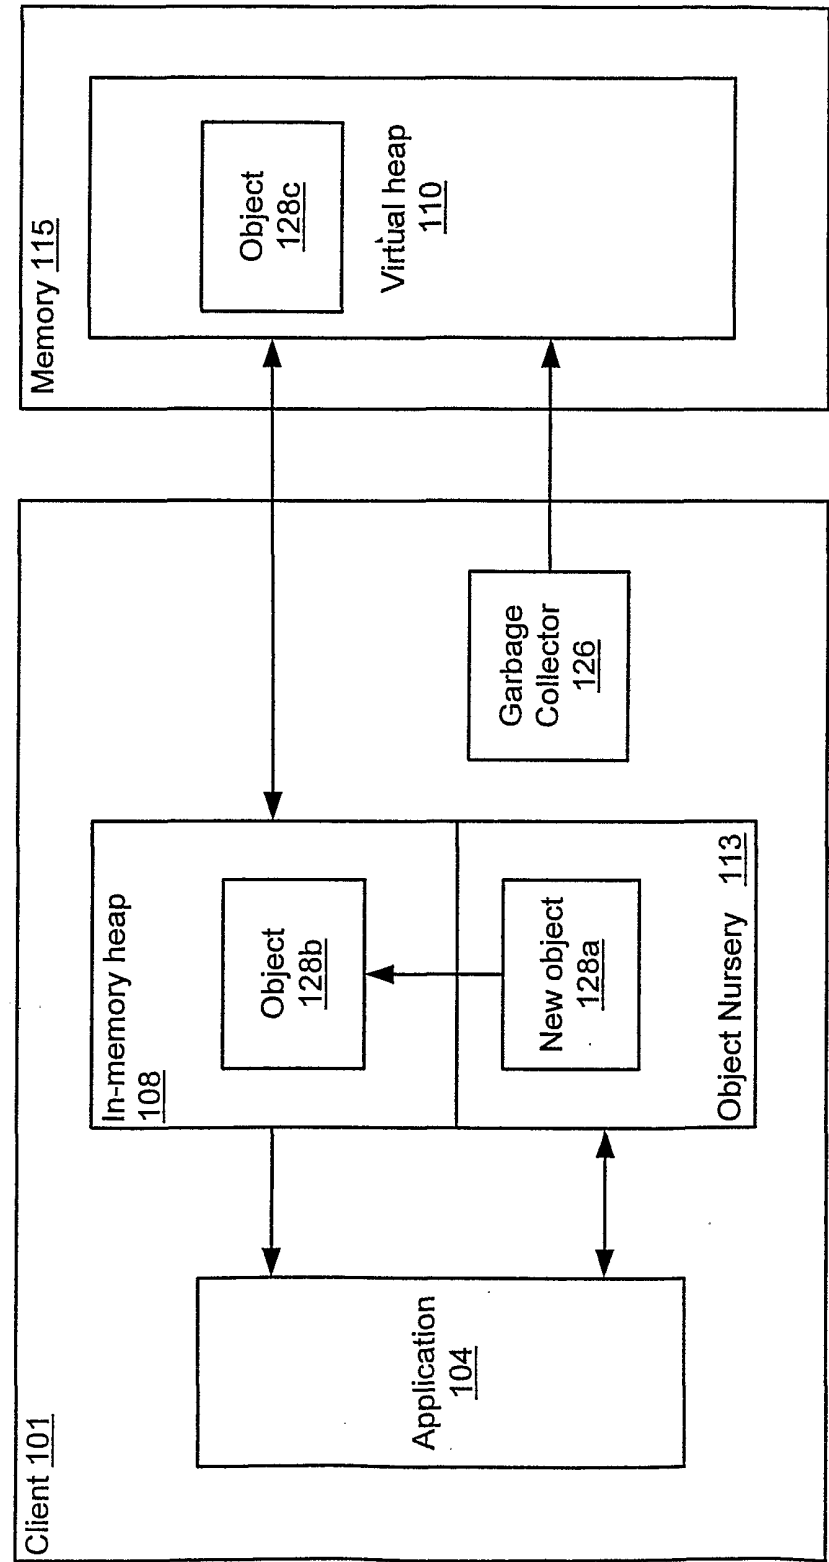 Client 101
Application
104
In-memory heap
108
Object
128b
New object
128a
Object Nursery 113
Garbage
Collector
126
Memory 115
Object
128c
Virtual heap
110